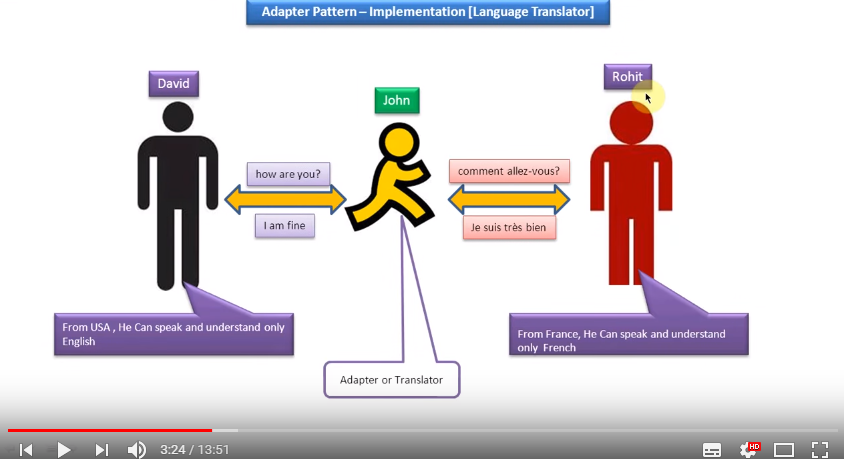 Adapter Pattern – Implementation [Language Translator]
David
John
Rohit
how are you?
comment allez-vous?
I am fine
Je suis très bien
From USA , He Can speak and understand only
English
From France, He Can speak and understand
only French
Adapter or Translator
3:24 / 13:51
HD